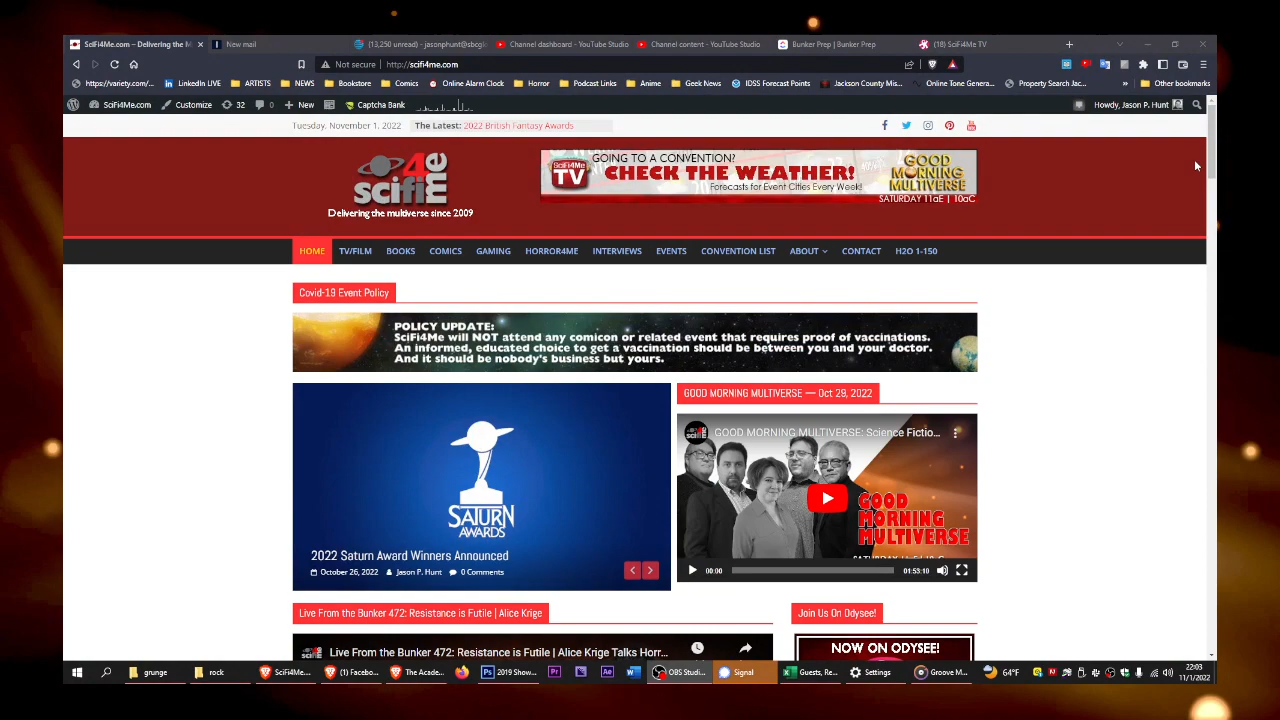 SciFi4Me.com – Delivering the M
New mail
(13,250 unread) - jasonphunt@sbcglo
Channel dashboard - YouTube Studio
Channel content - YouTube Studio
Bunker Prep | Bunker Prep
(18) SciFi4Me TV
Not secure | http://scifi4me.com
https://variety.com/...
LinkedIn LIVE
ARTISTS
NEWS
Bookstore
Comics
Online Alarm Clock
Horror
Podcast Links
Anime
Geek News
IDSS Forecast Points
Jackson County Mis...
Online Tone Genera...
Property Search Jac...
Other bookmarks
SciFi4Me.com
Customize
32
0
New
Captcha Bank
Howdy, Jason P. Hunt
Tuesday, November 1, 2022
The Latest: 2022 British Fantasy Awards
scifi4me
Delivering the multiverse since 2009
GOING TO A CONVENTION?
SciFi4Me TV
CHECK THE WEATHER!
Forecasts for Event Cities Every Week!
GOOD MORNING MULTIVERSE
SATURDAY 11aE | 10aC
HOME
TV/FILM
BOOKS
COMICS
GAMING
HORROR4ME
INTERVIEWS
EVENTS
CONVENTION LIST
ABOUT
CONTACT
H2O 1-150
Covid-19 Event Policy
POLICY UPDATE:
SciFi4Me will NOT attend any comicon or related event that requires proof of vaccinations.
An informed, educated choice to get a vaccination should be between you and your doctor.
And it should be nobody's business but yours.
SATURN
AWARDS
2022 Saturn Award Winners Announced
October 26, 2022
Jason P. Hunt
0 Comments
GOOD MORNING MULTIVERSE — Oct 29, 2022
GOOD MORNING MULTIVERSE: Science Fictio...
GOOD
MORNING
MULTIVERSE
00:00
01:53:10
Live From the Bunker 472: Resistance is Futile | Alice Krige
Live From the Bunker 472: Resistance is Futile | Alice Krige Talks Horr...
Join Us On Odysee!
NOW ON ODYSEE!
grunge
rock
SciFi4Me...
(1) Facebo...
The Acade...
2019 Show...
OBS Studi...
Signal
Guests, Re...
Settings
Groove M...
64°F
22:03
11/1/2022